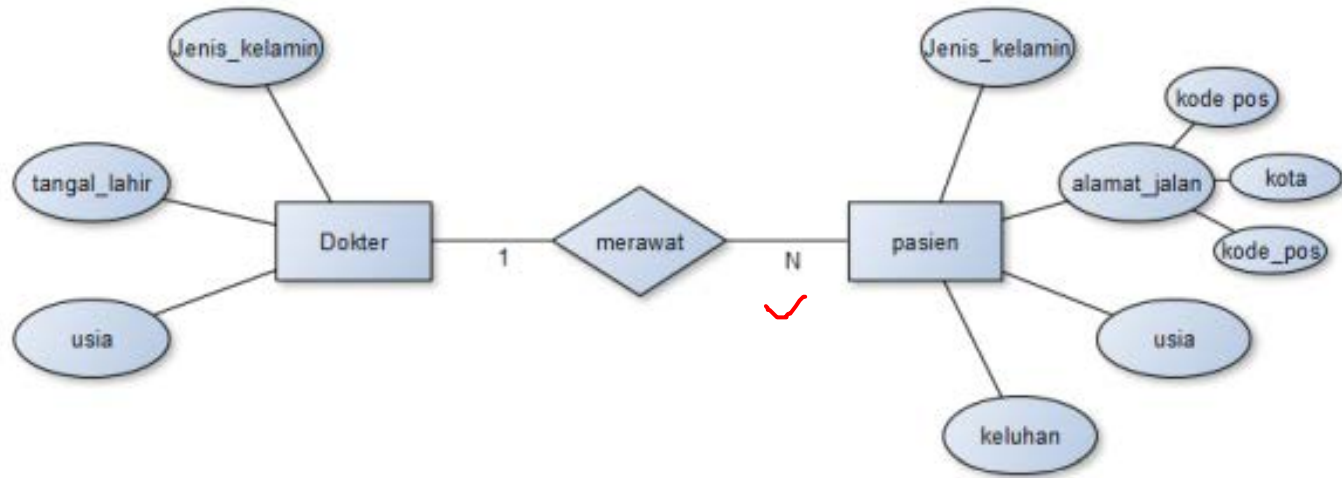 Jenis_kelamin
Jenis_kelamin
kode pos
tangal_lahir
alamat_jalan
kota
Dokter
1
merawat
N
pasien
kode_pos
usia
usia
keluhan